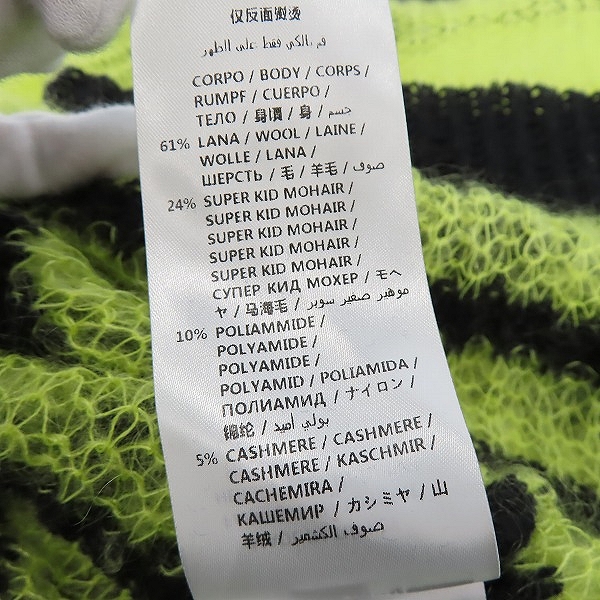 仅反面熨烫
قم بالكي فقط على الظهر
CORPO / BODY / CORPS /
RUMPF / CUERPO /
ТЕЛО / 身頃 / 身 / جسم
61% LANA / WOOL / LAINE /
WOLLE / LANA /
ШЕРСТЬ / 毛 / 羊毛 / صوف
24% SUPER KID MOHAIR /
SUPER KID MOHAIR /
SUPER KID MOHAIR /
SUPER KID MOHAIR /
SUPER KID MOHAIR /
СУПЕР КИД МОХЕР / モヘ
ヤ / 马海毛 / موهير صغير سوبر
10% POLIAMMIDE /
POLYAMIDE /
POLYAMIDE /
POLYAMID / POLIAMIDA /
ПОЛИАМИД / ナイロン /
锦纶 / بولي أميد
5% CASHMERE / CASHMERE /
CASHMERE / KASCHMIR /
CACHEMIRA /
КАШЕМИР / カシミヤ / 山
羊绒 / صوف الكشمير